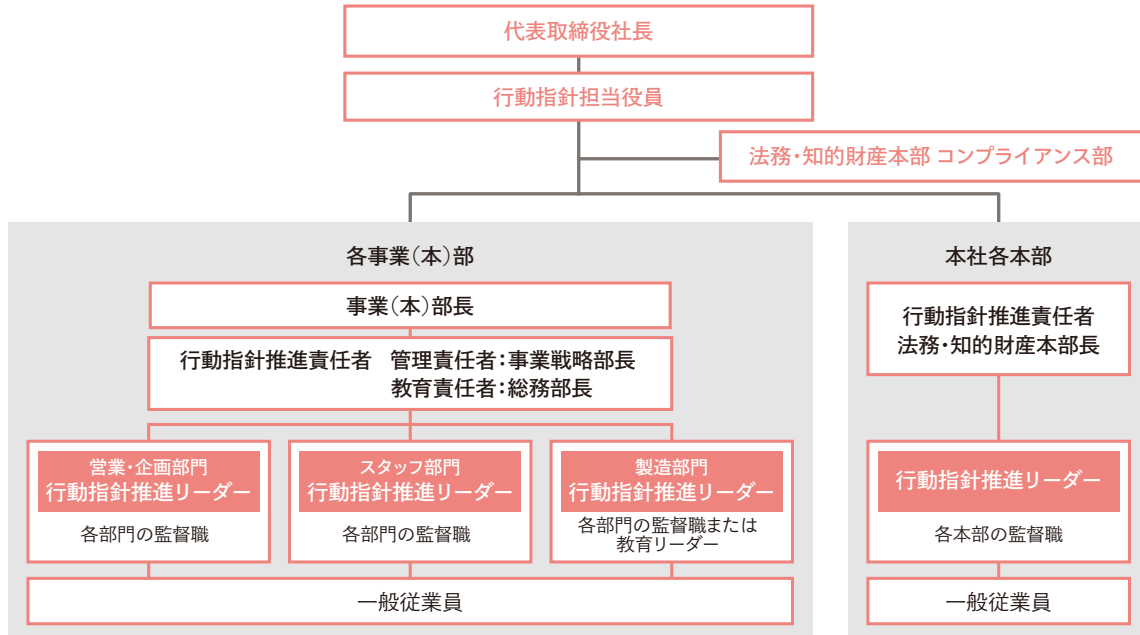 代表取締役社長
行動指針担当役員
法務・知的財産本部 コンプライアンス部
各事業（本）部
事業（本）部長
行動指針推進責任者　管理責任者：事業戦略部長
教育責任者：総務部長
営業・企画部門
行動指針推進リーダー
各部門の監督職
スタッフ部門
行動指針推進リーダー
各部門の監督職
製造部門
行動指針推進リーダー
各部門の監督職または
教育リーダー
一般従業員
本社各本部
行動指針推進責任者
法務・知的財産本部長
行動指針推進リーダー
各本部の監督職
一般従業員